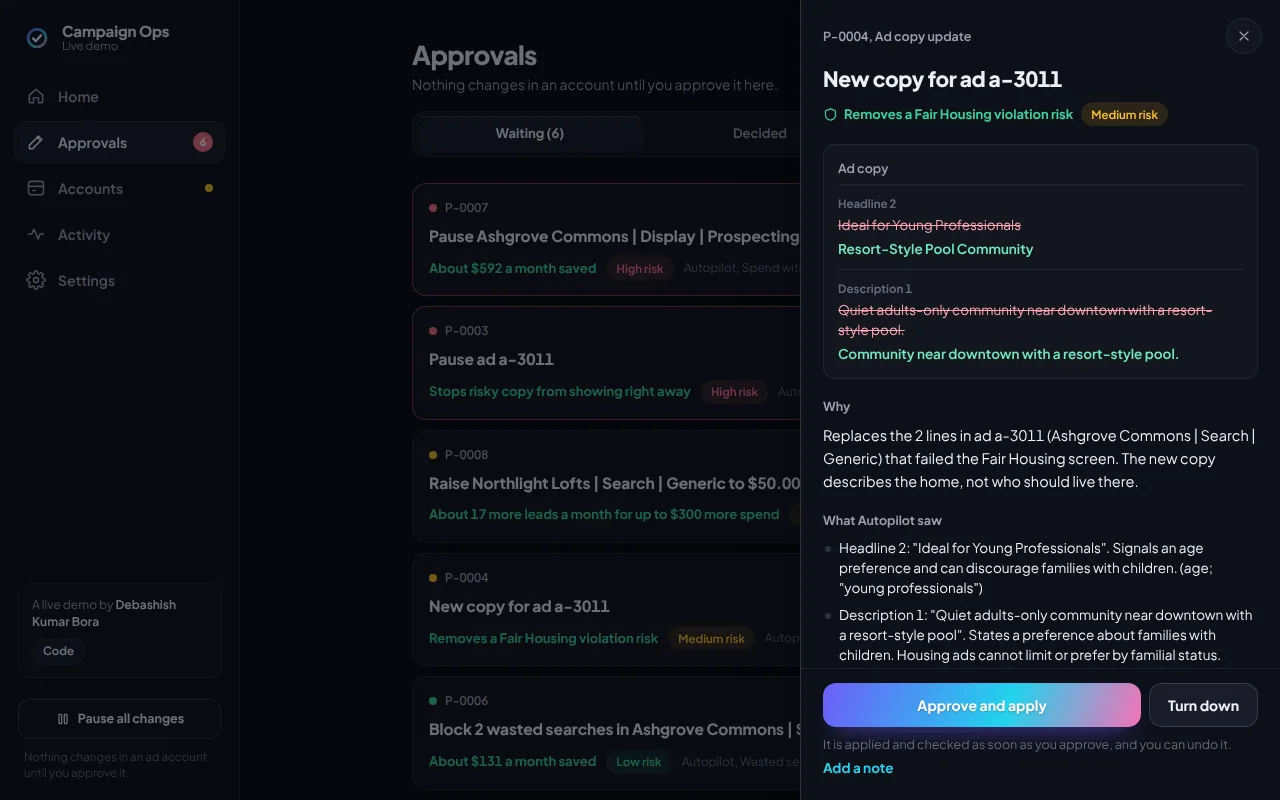 Campaign Ops
Live demo
Home
Approvals
6
Accounts
Activity
Settings
A live demo by Debashish
Kumar Bora
Code
Pause all changes
Nothing changes in an ad account
until you approve it.
Approvals
Nothing changes in an account until you approve it here.
Waiting (6)
Decided
P-0007
Pause Ashgrove Commons | Display | Prospecting
About $592 a month saved
High risk
Autopilot, Spend
P-0003
Pause ad a-3011
Stops risky copy from showing right away
High risk
P-0008
Raise Northlight Lofts | Search | Generic to $50.00
About 17 more leads a month for up to $300 more spend
P-0004
New copy for ad a-3011
Removes a Fair Housing violation risk
Medium risk
P-0006
Block 2 wasted searches in Ashgrove Commons |
About $131 a month saved
Low risk
Autopilot, Wasted
P-0004, Ad copy update
New copy for ad a-3011
Removes a Fair Housing violation risk
Medium risk
Ad copy
Headline 2
Ideal for Young Professionals
Resort-Style Pool Community
Description 1
Quiet adults-only community near downtown with a resort-
style pool.
Community near downtown with a resort-style pool.
Why
Replaces the 2 lines in ad a-3011 (Ashgrove Commons | Search |
Generic) that failed the Fair Housing screen. The new copy
describes the home, not who should live there.
What Autopilot saw
Headline 2: "Ideal for Young Professionals". Signals an age
preference and can discourage families with children. (age;
"young professionals")
Description 1: "Quiet adults-only community near downtown with
a resort-style pool". States a preference about families with
children. Housing ads cannot limit or prefer by familial status.
Approve and apply
Turn down
It is applied and checked as soon as you approve, and you can undo it.
Add a note